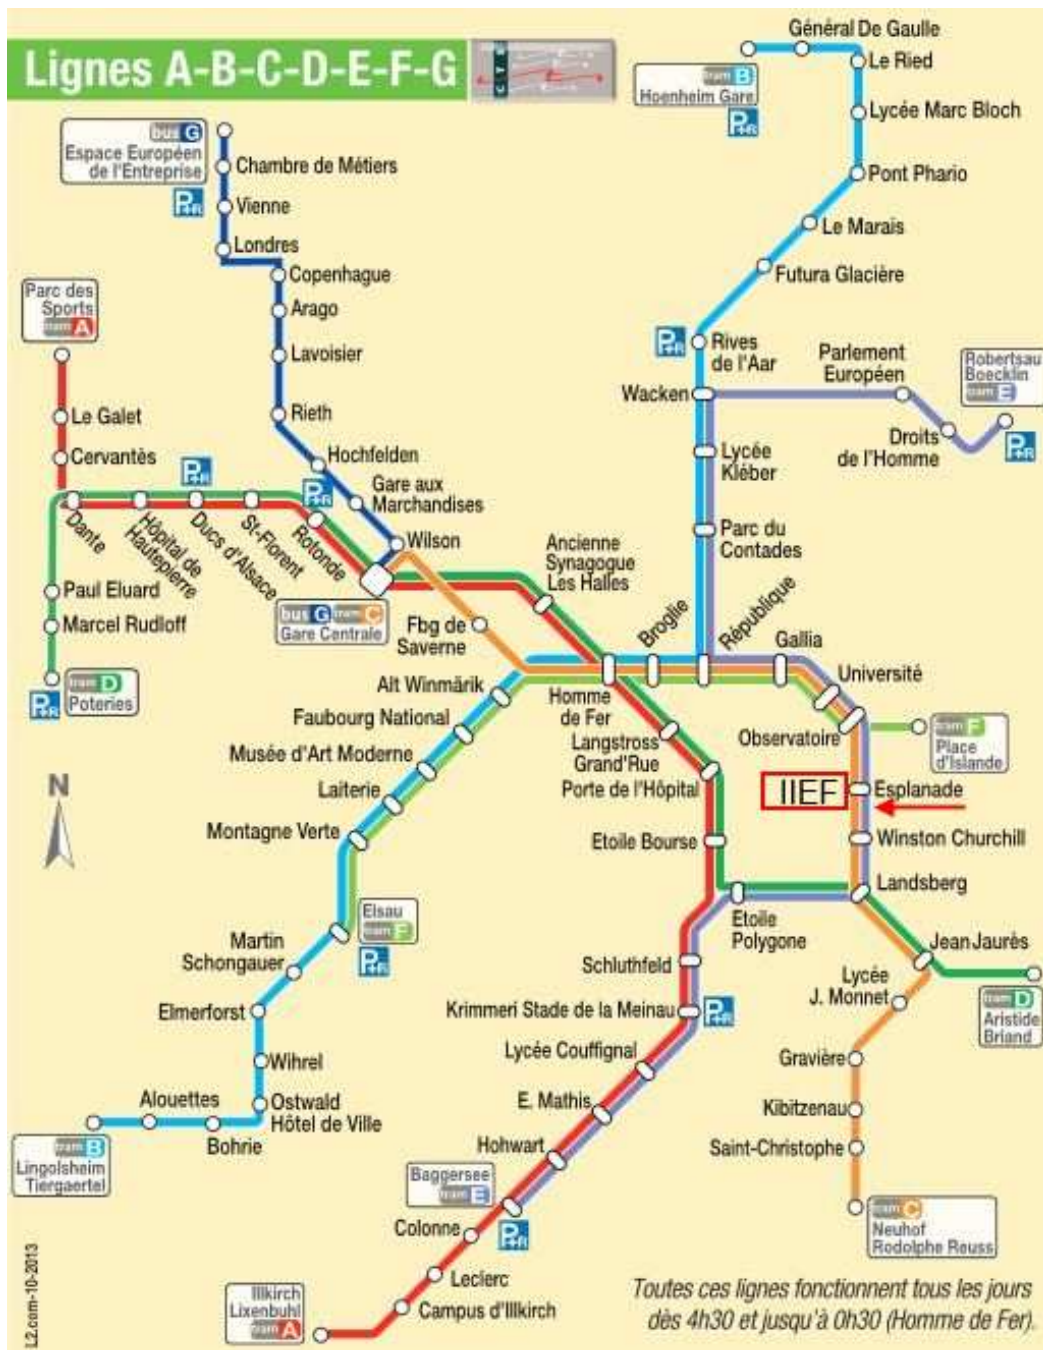 Lignes A-B-C-D-E-F-G
C T S
Général De Gaulle
Le Ried
tram B
Hoenheim Gare
P+R
Lycée Marc Bloch
Pont Phario
Le Marais
Futura Glacière
P+R
Rives
de l'Aar
bus G
Espace Européen
de l'Entreprise
P+R
Chambre de Métiers
Vienne
Londres
Copenhague
Arago
Lavoisier
Rieth
Hochfelden
Gare aux
Marchandises
Wilson
Parc des
Sports
tram A
Le Galet
Cervantès
P+R
P+R
Dante
Hôpital de
Hautepierre
Ducs d'Alsace
St-Florent
Rotonde
Paul Eluard
Marcel Rudloff
P+R
tram D
Poteries
bus G tram C
Gare Centrale
Fbg de
Saverne
Ancienne
Synagogue
Les Halles
Wacken
Parlement
Européen
Robertsau
Boecklin
tram E
P+R
Droits
de l'Homme
Lycée
Kléber
Parc du
Contades
Broglie
République
Gallia
Université
Observatoire
tram F
Place
d'Islande
Homme
de Fer
Langstross
Grand'Rue
Porte de l'Hôpital
Etoile Bourse
IIEF
Esplanade
Winston Churchill
Landsberg
Etoile
Polygone
Jean Jaurès
tram D
Aristide
Briand
Lycée
J. Monnet
Gravière
Kibitzenau
Saint-Christophe
tram C
Neuhof
Rodolphe Reuss
Alt Winmärik
Faubourg National
Musée d'Art Moderne
Laiterie
Montagne Verte
Elsau
tram F
P+R
N
Martin
Schongauer
Elmerforst
Wihrel
Ostwald
Hôtel de Ville
Alouettes
Bohrie
tram B
Lingolsheim
Tiergaertel
Schluthfeld
Krimmeri Stade de la Meinau
P+R
Lycée Couffignal
E. Mathis
Hohwart
Baggersee
tram E
P+R
Colonne
Leclerc
Campus d'Illkirch
Illkirch
Lixenbuhl
tram A
L2.com-10-2013
Toutes ces lignes fonctionnent tous les jours
dès 4h30 et jusqu'à 0h30 (Homme de Fer).